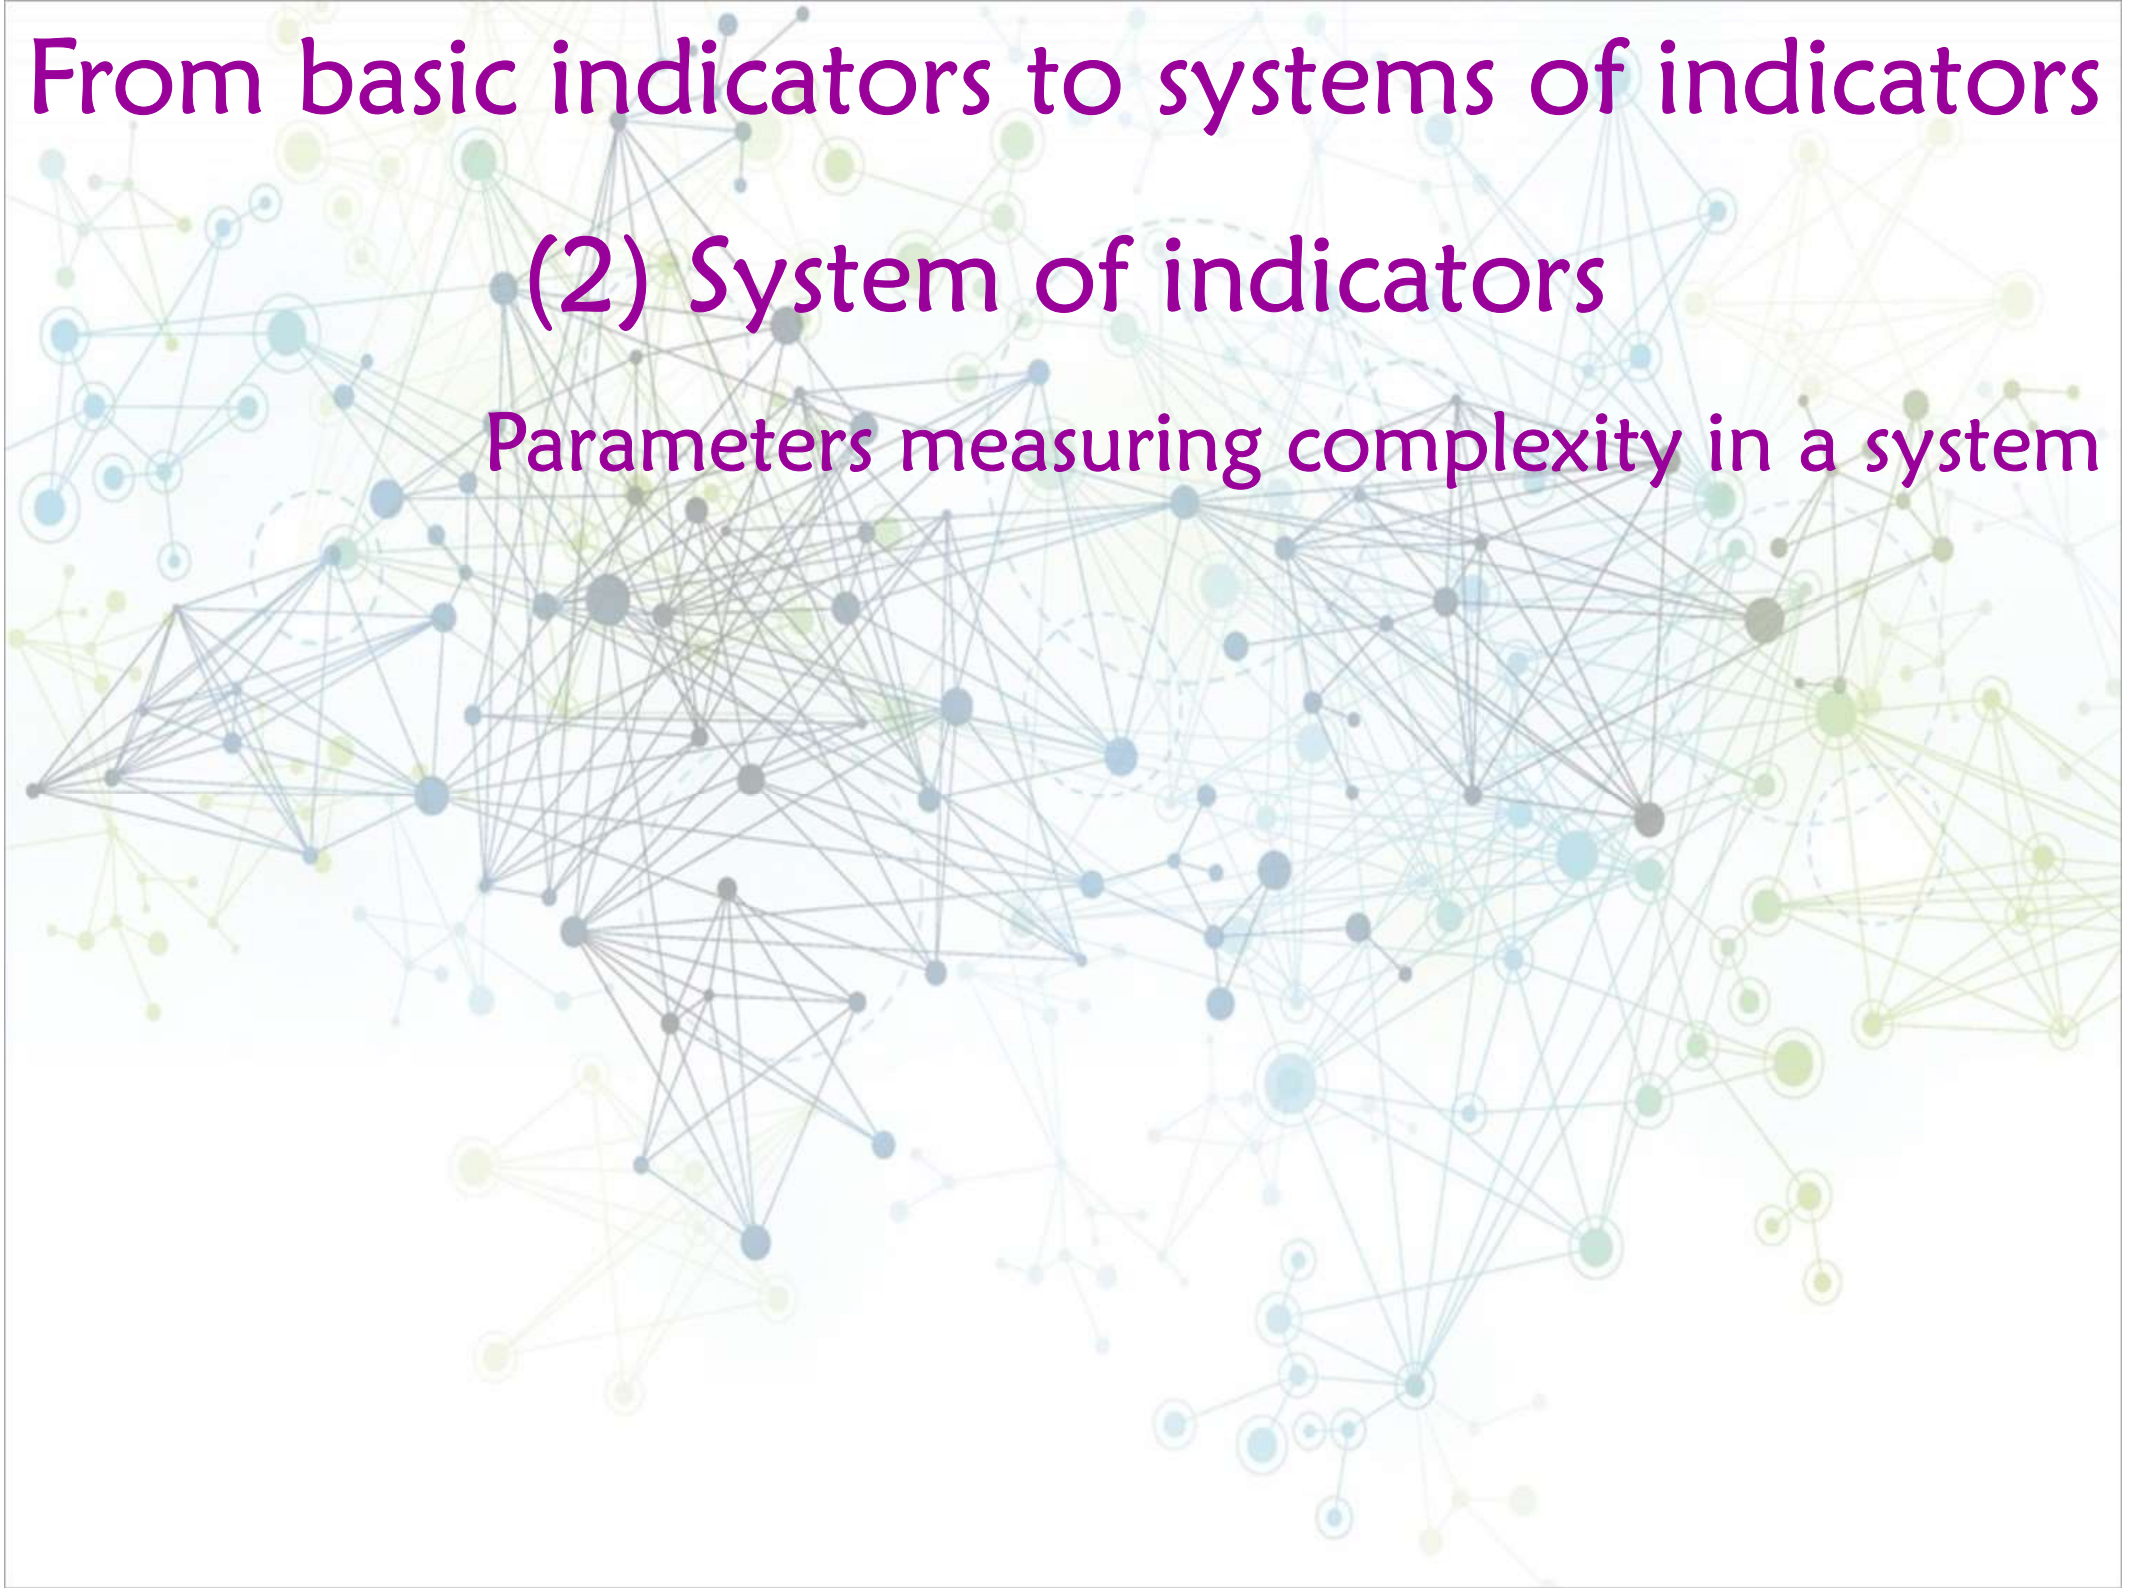 From basic indicators to systems of indicators
(2) System of indicators
Parameters measuring complexity in a system